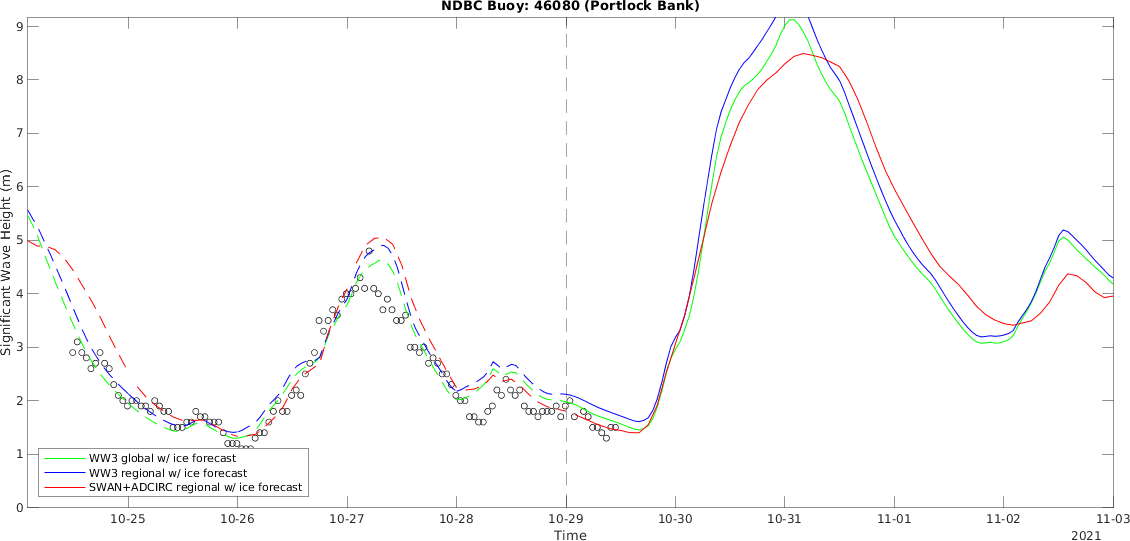 NDBC Buoy: 46080 (Portlock Bank)
9
8
7
6
5
4
3
2
1
0
Significant Wave Height (m)
WW3 global w/ ice forecast
WW3 regional w/ ice forecast
SWAN+ADCIRC regional w/ ice forecast
10-25 10-26 10-27 10-28 10-29 10-30 10-31 11-01 11-02 11-03
Time
2021